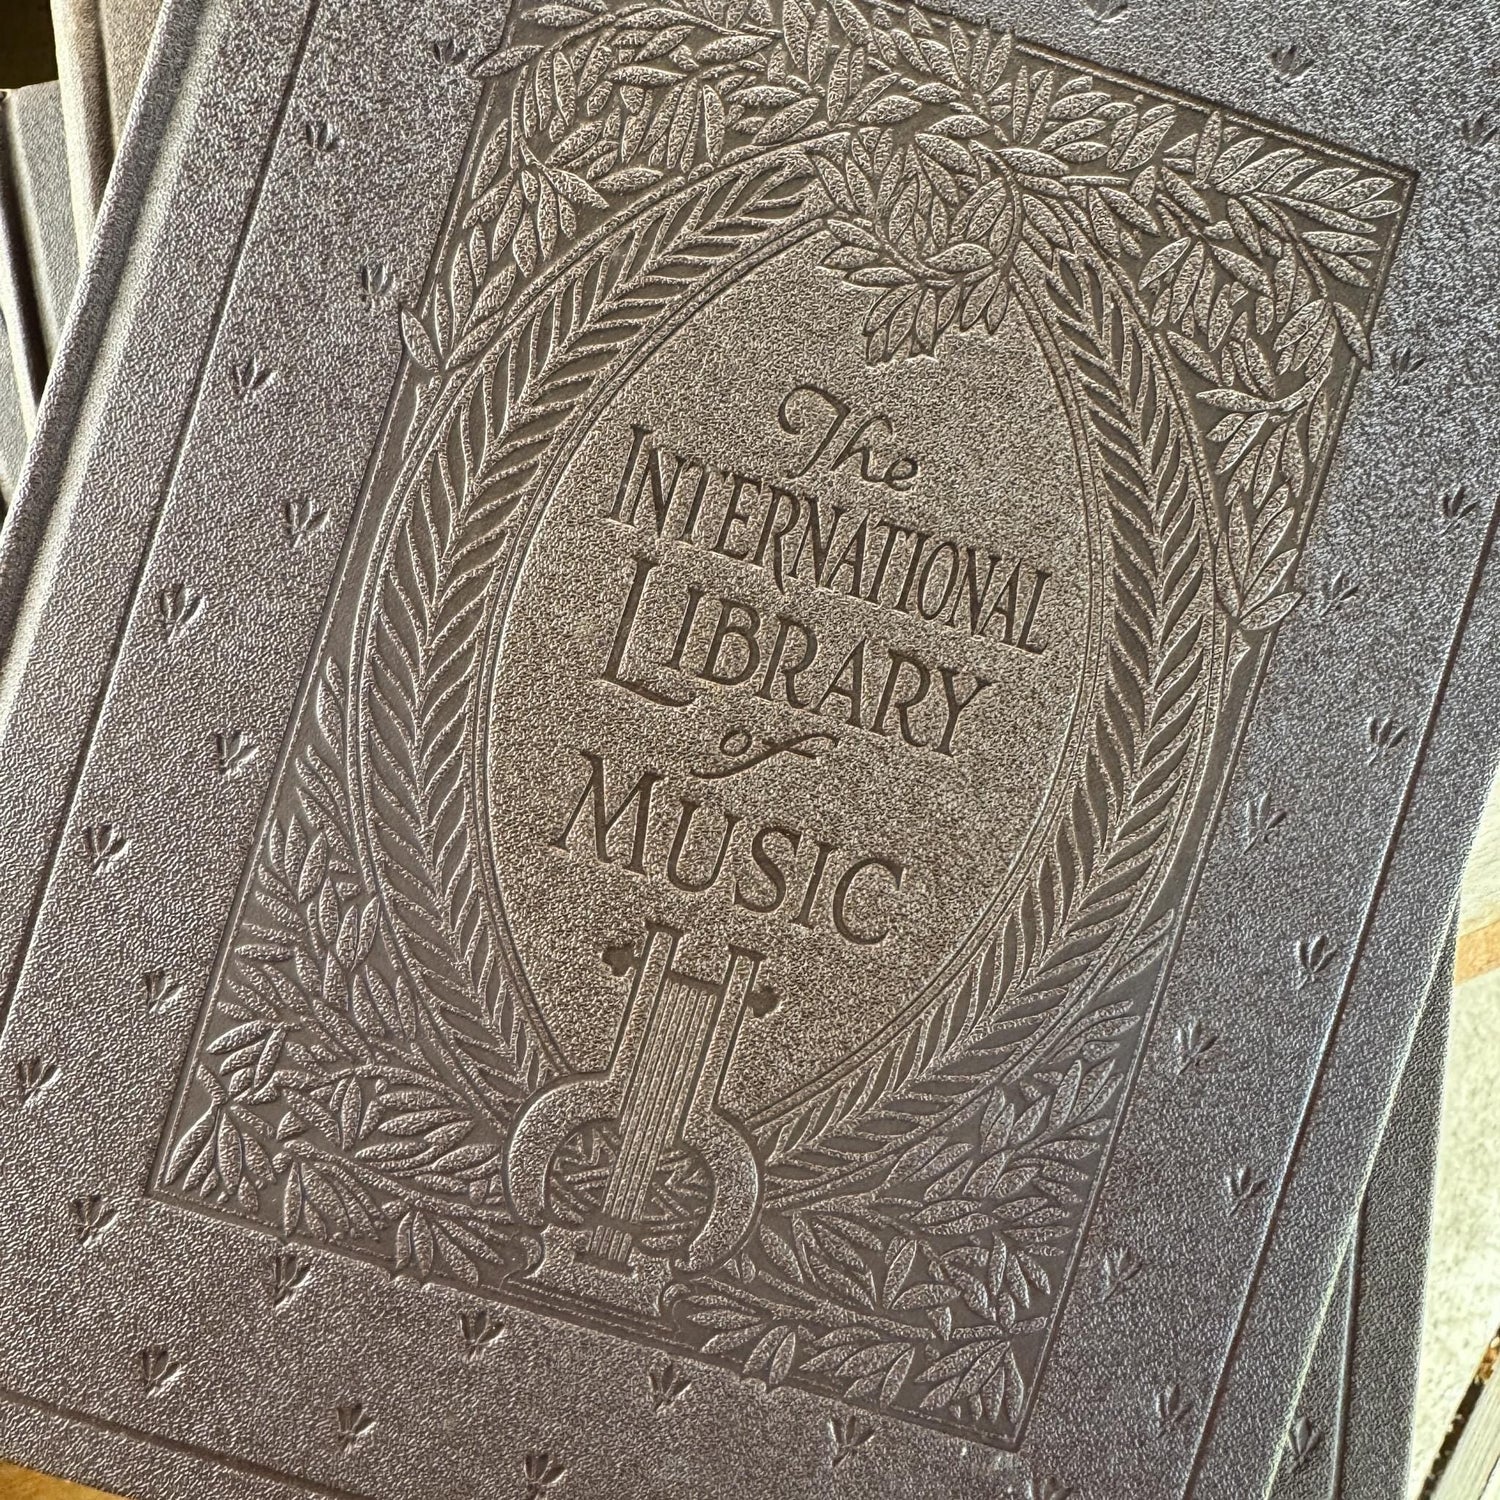 The
INTERNATIONAL
LIBRARY
of
MUSIC